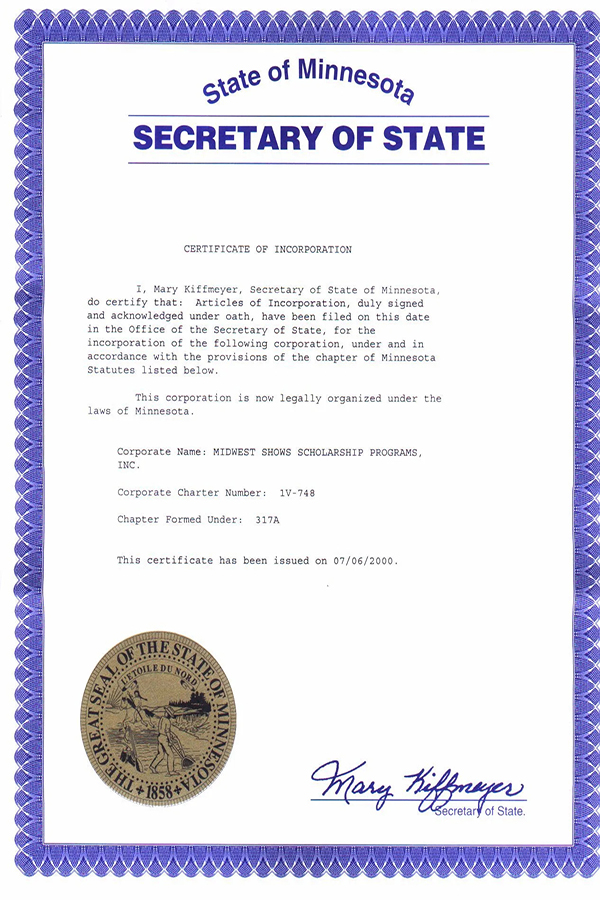 State of Minnesota
SECRETARY OF STATE
CERTIFICATE OF INCORPORATION
I, Mary Kiffmeyer, Secretary of State of Minnesota,
do certify that: Articles of Incorporation, duly signed
and acknowledged under oath, have been filed on this date
in the Office of the Secretary of State, for the
incorporation of the following corporation, under and in
accordance with the provisions of the chapter of Minnesota
Statutes listed below.
This corporation is now legally organized under the
laws of Minnesota.
Corporate Name: MIDWEST SHOWS SCHOLARSHIP PROGRAMS,
INC.
Corporate Charter Number: 1V-748
Chapter Formed Under: 317A
This certificate has been issued on 07/06/2000.
THE GREAT SEAL OF THE STATE OF MINNESOTA
L'ETOILE DU NORD
1858
Mary Kiffmeyer
Secretary of State.